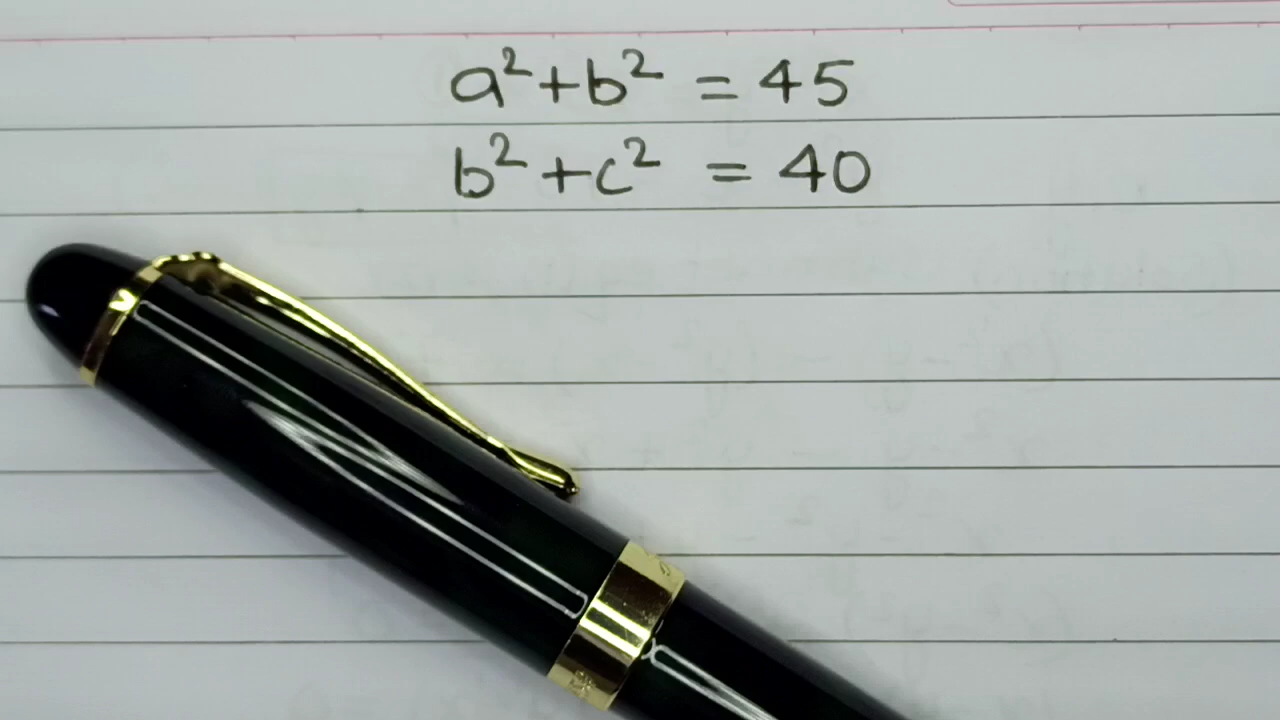 a² + b² = 45
b² + c² = 40